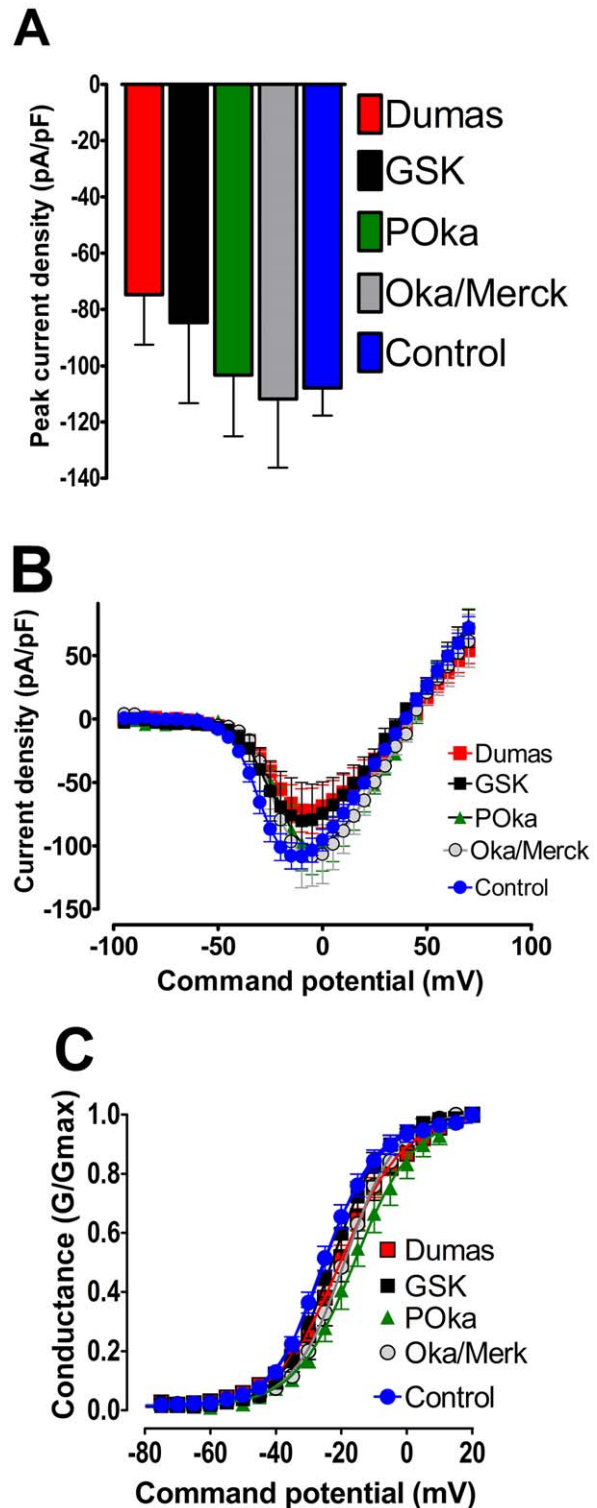 A
Peak current density (pA/pF)
0
-20
-40
-60
-80
-100
-120
-140
Dumas
GSK
POka
Oka/Merck
Control
B
Current density (pA/pF)
50
0
-50
-100
-150
-100
-50
0
50
100
Command potential (mV)
Dumas
GSK
POka
Oka/Merck
Control
C
Conductance (G/Gmax)
1.0
0.8
0.6
0.4
0.2
0.0
-80
-60
-40
-20
0
20
Command potential (mV)
Dumas
GSK
POka
Oka/Merk
Control